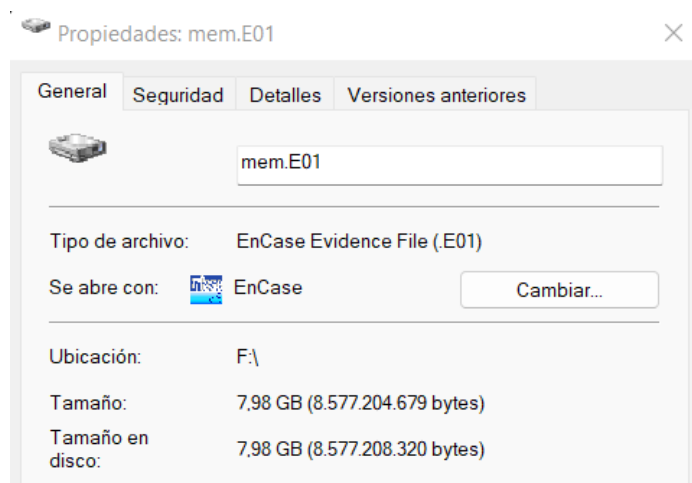 Propiedades: mem.E01
General Seguridad Detalles Versiones anteriores
mem.E01
Tipo de archivo: EnCase Evidence File (.E01)
Se abre con: EnCase Cambiar...
Ubicación: F:\
Tamaño: 7,98 GB (8.577.204.679 bytes)
Tamaño en
disco: 7,98 GB (8.577.208.320 bytes)